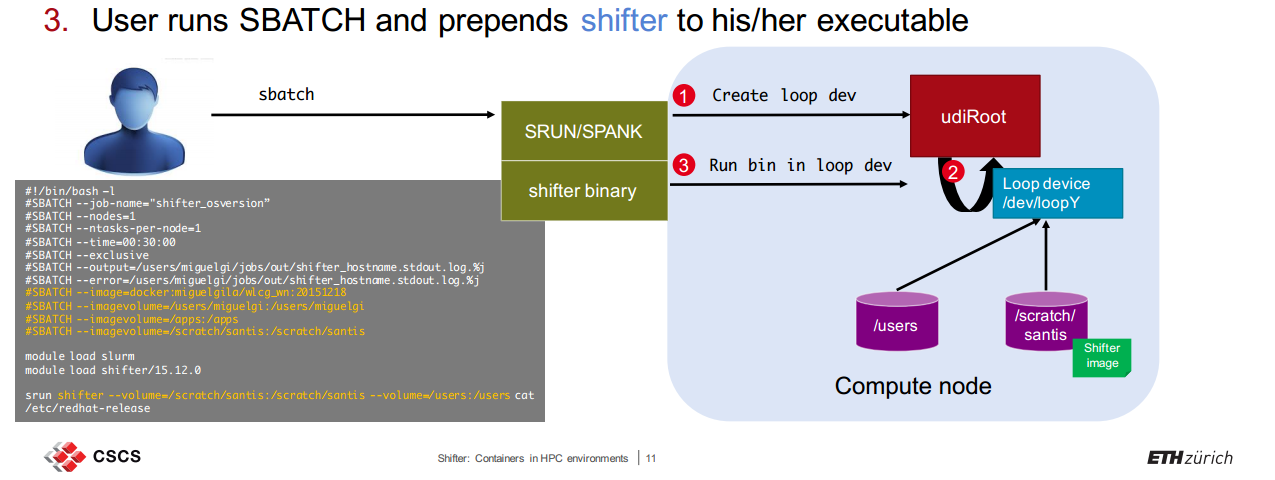 3. User runs SBATCH and prepends shifter to his/her executable
sbatch
SRUN/SPANK
shifter binary
1 Create loop dev
3 Run bin in loop dev
udiRoot
2
Loop device
/dev/loopY
/users
/scratch/
santis
Shifter
image
Compute node
#!/bin/bash –l
#SBATCH --job-name="shifter_osversion”
#SBATCH --nodes=1
#SBATCH --ntasks-per-node=1
#SBATCH --time=00:30:00
#SBATCH --exclusive
#SBATCH --output=/users/miguelgi/jobs/out/shifter_hostname.stdout.log.%j
#SBATCH --error=/users/miguelgi/jobs/out/shifter_hostname.stdout.log.%j
#SBATCH --image=docker:miguelgila/wlcg_wn:20151218
#SBATCH --imagevolume=/users/miguelgi:/users/miguelgi
#SBATCH --imagevolume=/apps:/apps
#SBATCH --imagevolume=/scratch/santis:/scratch/santis
module load slurm
module load shifter/15.12.0
srun shifter --volume=/scratch/santis:/scratch/santis --volume=/users:/users cat
/etc/redhat-release
CSCS
Shifter: Containers in HPC environments | 11
ETH zürich